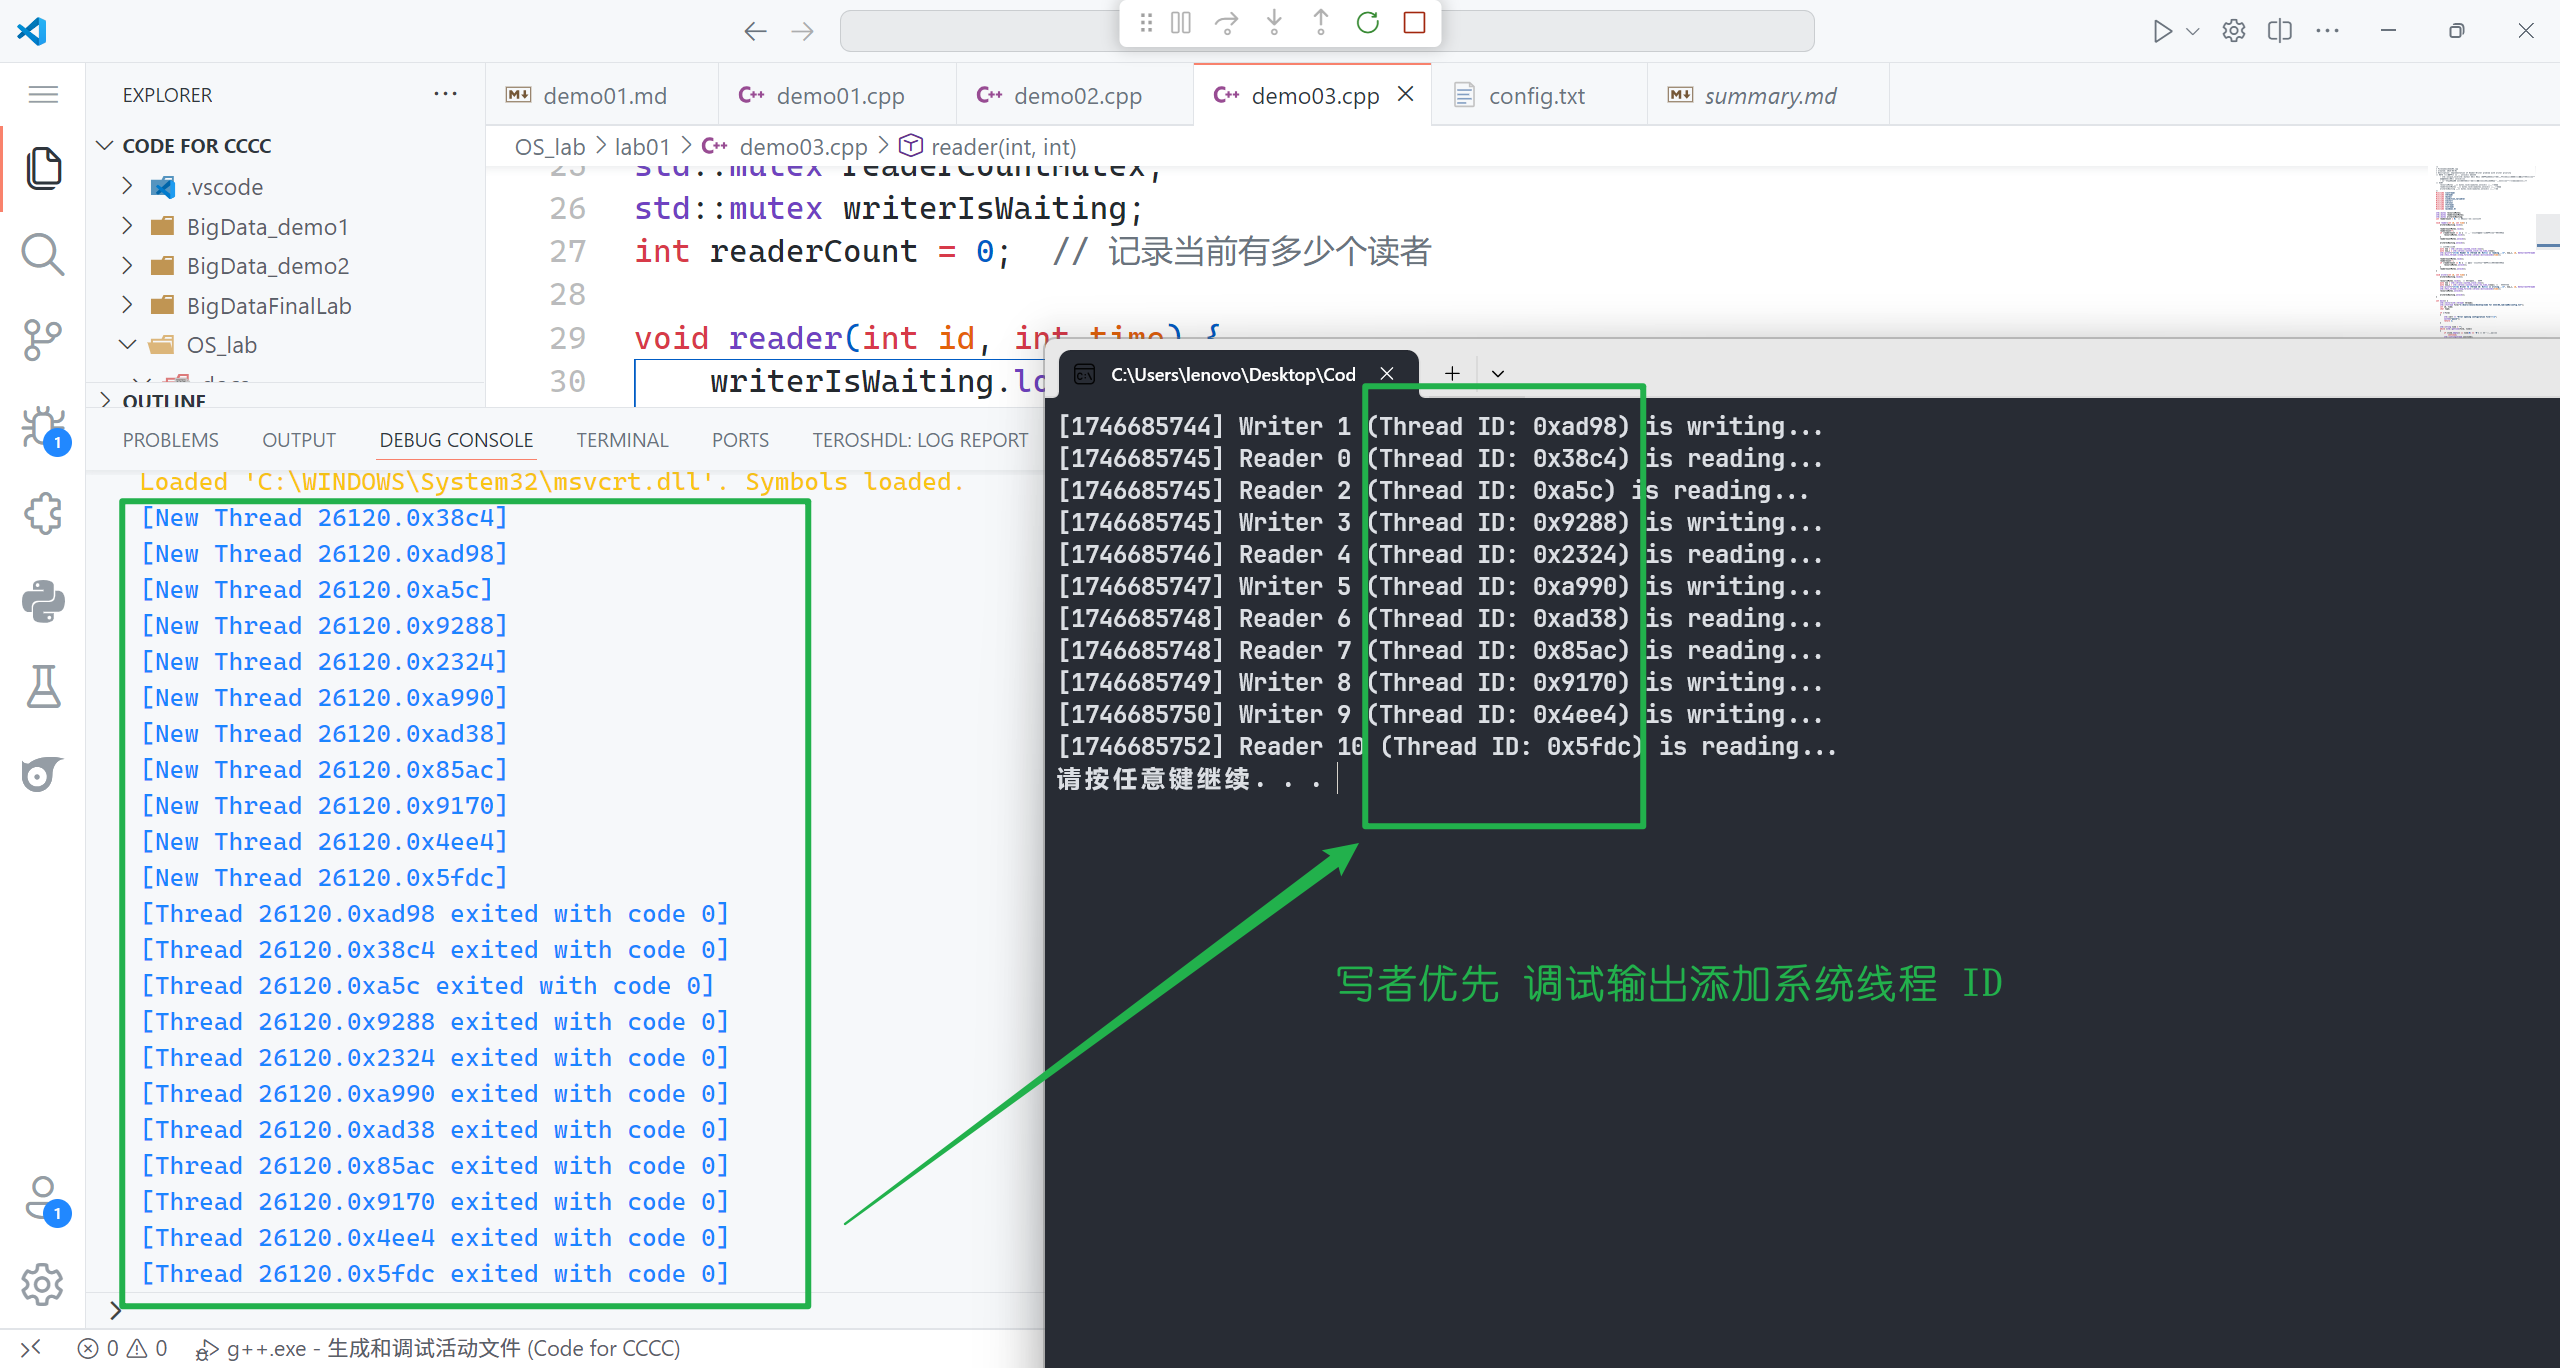 EXPLORER
CODE FOR CCCC
.vscode
BigData_demo1
BigData_demo2
BigDataFinalLab
OS_lab
OUTLINE
demo01.md
demo01.cpp
demo02.cpp
demo03.cpp
config.txt
summary.md
OS_lab > lab01 > demo03.cpp > reader(int, int)
25 std::mutex readerCountMutex;
26 std::mutex writerIsWaiting;
27 int readerCount = 0; // 记录当前有多少个读者
28
29 void reader(int id, int time) {
30 writerIsWaiting.lo
PROBLEMS OUTPUT DEBUG CONSOLE TERMINAL PORTS TEROSHDL: LOG REPORT
Loaded 'C:\WINDOWS\System32\msvcrt.dll'. Symbols loaded.
[New Thread 26120.0x38c4]
[New Thread 26120.0xad98]
[New Thread 26120.0xa5c]
[New Thread 26120.0x9288]
[New Thread 26120.0x2324]
[New Thread 26120.0xa990]
[New Thread 26120.0xad38]
[New Thread 26120.0x85ac]
[New Thread 26120.0x9170]
[New Thread 26120.0x4ee4]
[New Thread 26120.0x5fdc]
[Thread 26120.0xad98 exited with code 0]
[Thread 26120.0x38c4 exited with code 0]
[Thread 26120.0xa5c exited with code 0]
[Thread 26120.0x9288 exited with code 0]
[Thread 26120.0x2324 exited with code 0]
[Thread 26120.0xa990 exited with code 0]
[Thread 26120.0xad38 exited with code 0]
[Thread 26120.0x85ac exited with code 0]
[Thread 26120.0x9170 exited with code 0]
[Thread 26120.0x4ee4 exited with code 0]
[Thread 26120.0x5fdc exited with code 0]
C:\Users\lenovo\Desktop\Cod
[1746685744] Writer 1 (Thread ID: 0xad98) is writing...
[1746685745] Reader 0 (Thread ID: 0x38c4) is reading...
[1746685745] Reader 2 (Thread ID: 0xa5c) is reading...
[1746685745] Writer 3 (Thread ID: 0x9288) is writing...
[1746685746] Reader 4 (Thread ID: 0x2324) is reading...
[1746685747] Writer 5 (Thread ID: 0xa990) is writing...
[1746685748] Reader 6 (Thread ID: 0xad38) is reading...
[1746685748] Reader 7 (Thread ID: 0x85ac) is reading...
[1746685749] Writer 8 (Thread ID: 0x9170) is writing...
[1746685750] Writer 9 (Thread ID: 0x4ee4) is writing...
[1746685752] Reader 10 (Thread ID: 0x5fdc) is reading...
请按任意键继续. . .
写者优先 调试输出添加系统线程 ID
1
1
0 0 g++.exe - 生成和调试活动文件 (Code for CCCC)